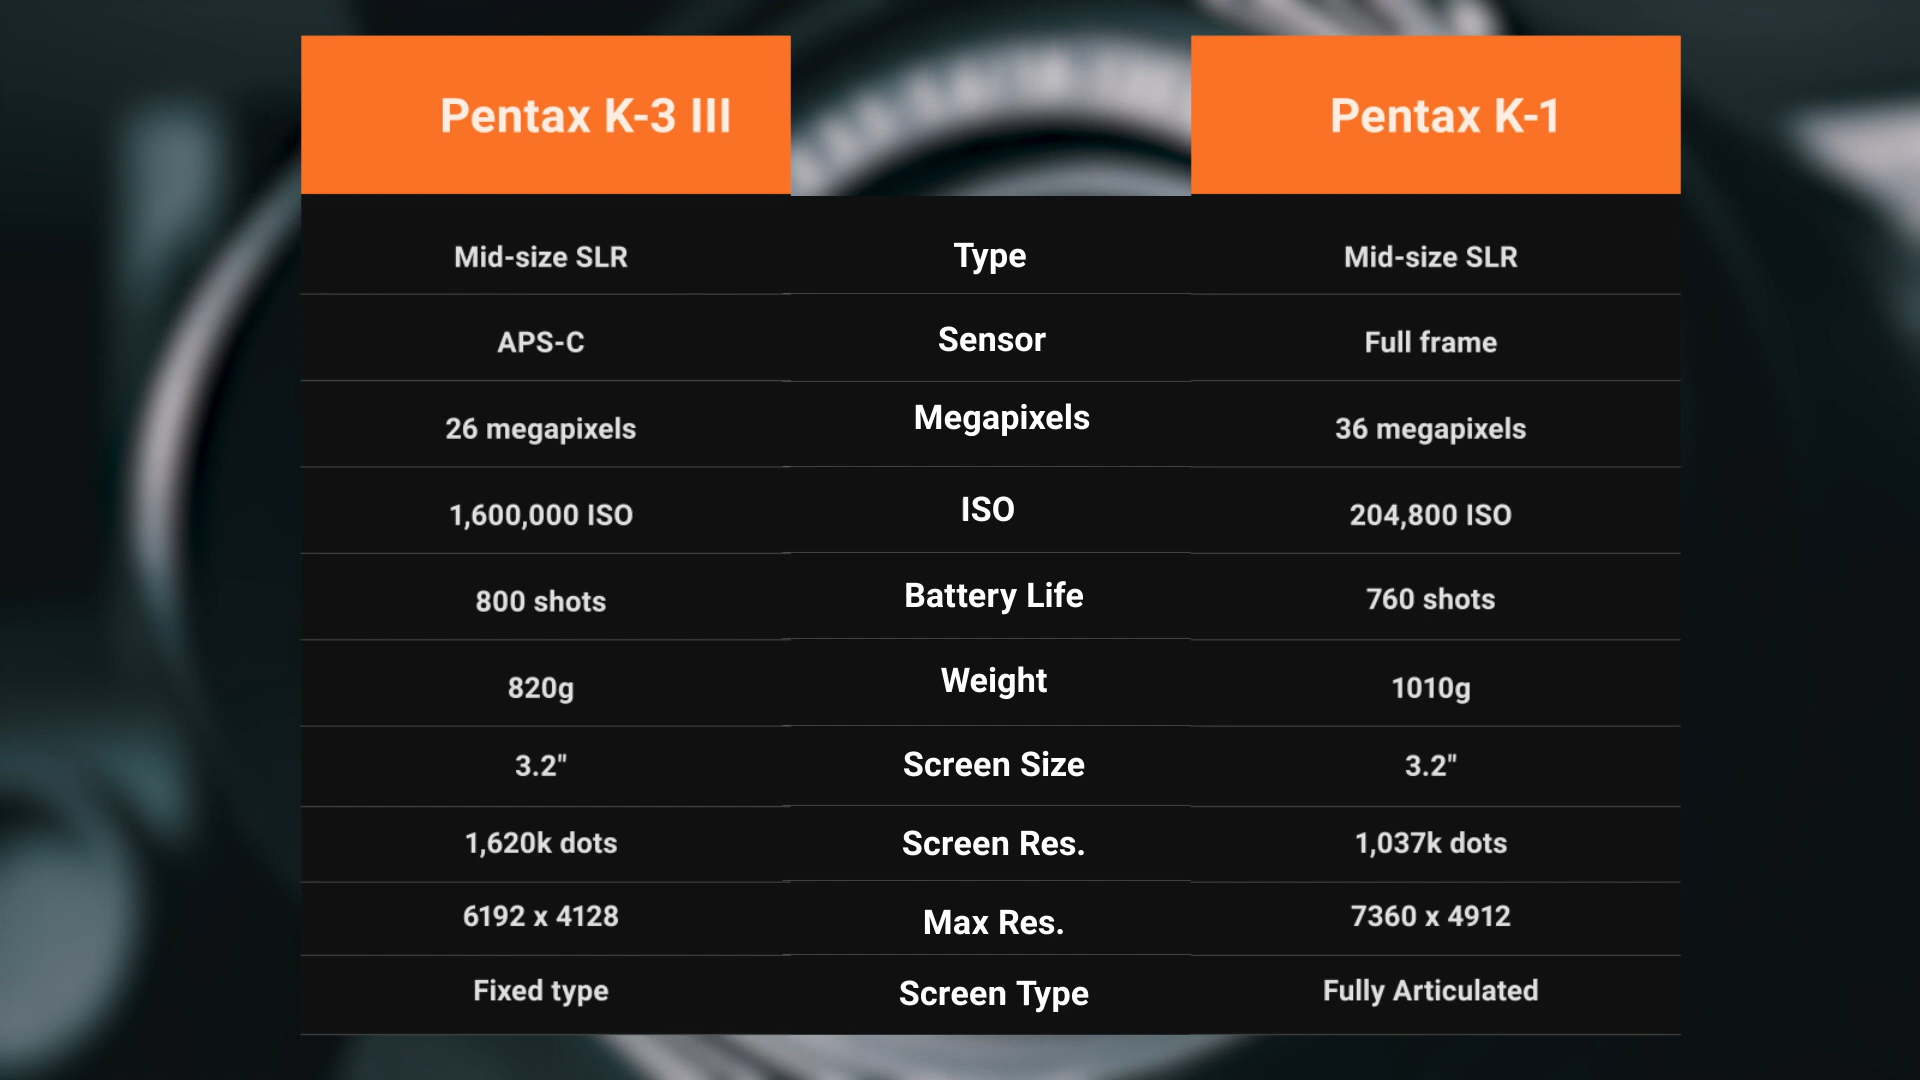 Pentax K-3 III Pentax K-1
Mid-size SLR Type Mid-size SLR
APS-C Sensor Full frame
26 megapixels Megapixels 36 megapixels
1,600,000 ISO ISO 204,800 ISO
800 shots Battery Life 760 shots
820g Weight 1010g
3.2" Screen Size 3.2"
1,620k dots Screen Res. 1,037k dots
6192 x 4128 Max Res. 7360 x 4912
Fixed type Screen Type Fully Articulated